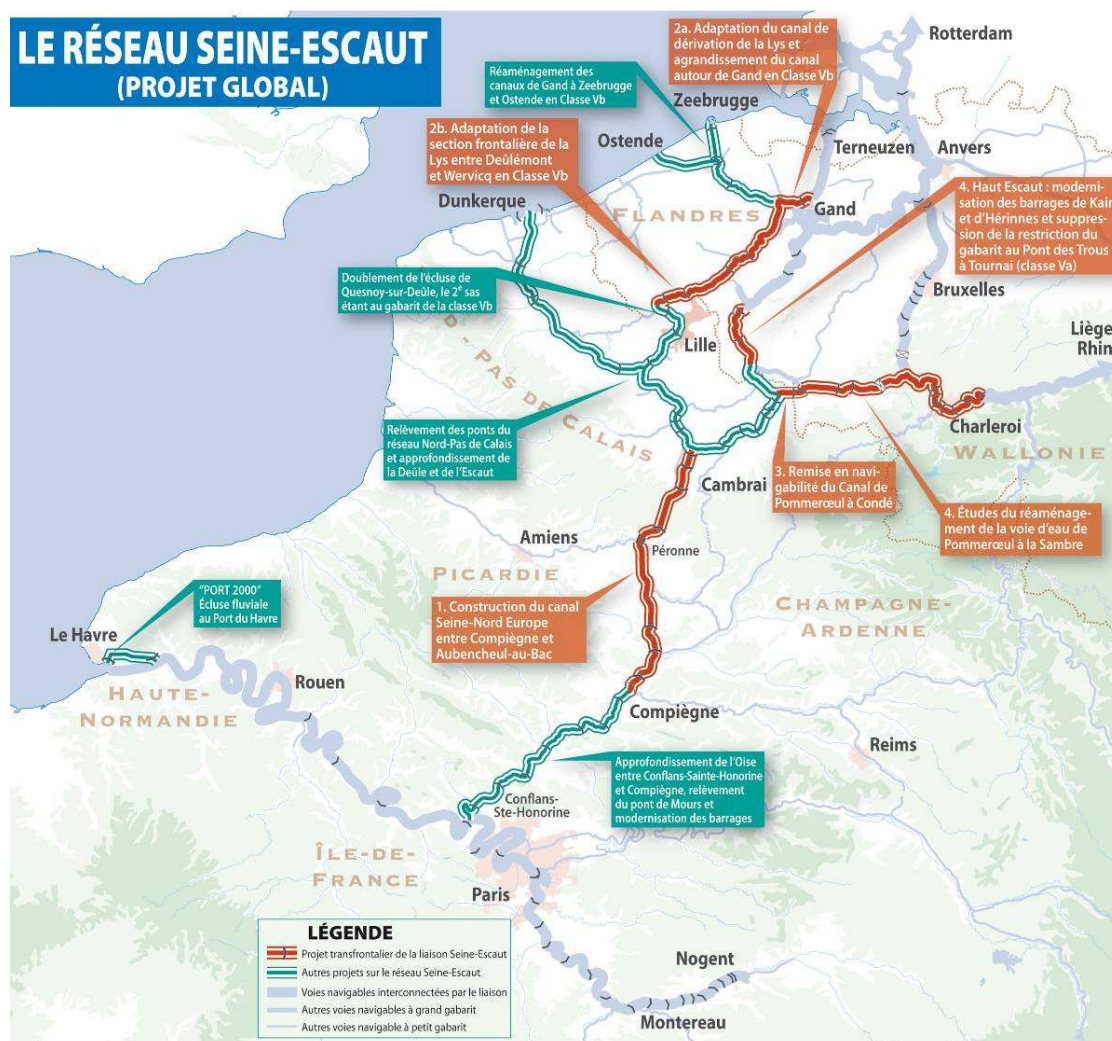 LE RÉSEAU SEINE-ESCAUT
(PROJET GLOBAL)
Réaménagement des
canaux de Gand à Zeebrugge
et Ostende en Classe Vb
2a. Adaptation du canal de
dérivation de la Lys et
agrandissement du canal
autour de Gand en Classe Vb
Rotterdam
Zeebrugge
2b. Adaptation de la
section frontalière de la
Lys entre Deûlémont
et Wervicq en Classe Vb
Ostende
Terneuzen
Anvers
Dunkerque
FLANDRES
Gand
4. Haut Escaut : moderni-
sation des barrages de Kain
et d'Hérinnes et suppres-
sion de la restriction du
gabarit au Pont des Trous
à Tournai (classe Va)
Doublement de l'écluse de
Quesnoy-sur-Deûle, le 2e sas
étant au gabarit de la classe Vb
Bruxelles
Liège
Rhin
Lille
D - PAS DE CALAIS
Relèvement des ponts du
réseau Nord-Pas de Calais
et approfondissement de
la Deûle et de l'Escaut
Charleroi
WALLONIE
Cambrai
3. Remise en navi-
gabilité du Canal de
Pommerœul à Condé
4. Études du réaménage-
ment de la voie d'eau de
Pommerœul à la Sambre
Amiens
Péronne
PICARDIE
"PORT 2000"
Écluse fluviale
au Port du Havre
1. Construction du canal
Seine-Nord Europe
entre Compiègne et
Aubencheul-au-Bac
CHAMPAGNE-
ARDENNE
Le Havre
Rouen
HAUTE-
NORMANDIE
Compiègne
Reims
Approfondissement de l'Oise
entre Conflans-Sainte-Honorine
et Compiègne, relèvement
du pont de Mours et
modernisation des barrages
Conflans-
Ste-Honorine
ÎLE-DE-
FRANCE
Paris
LÉGENDE
Projet transfrontalier de la liaison Seine-Escaut
Autres projets sur le réseau Seine-Escaut
Voies navigables interconnectées par le liaison
Autres voies navigables à grand gabarit
Autres voies navigable à petit gabarit
Nogent
Montereau